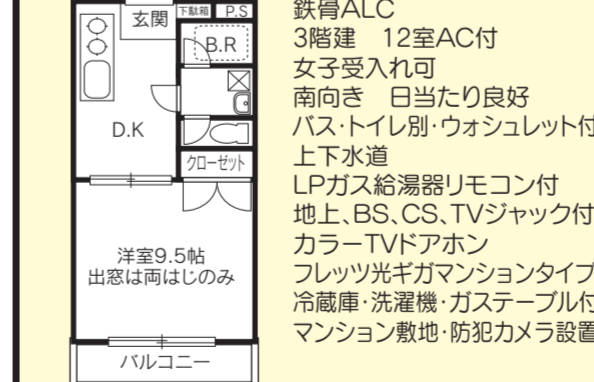 玄関
下駄箱
P.S
B.R
D.K
クローゼット
洋室9.5帖
出窓は両はじのみ
バルコニー
鉄骨ALC
3階建　12室AC付
女子受入れ可
南向き　日当たり良好
バス・トイレ別・ウォシュレット付
上下水道
LPガス給湯器リモコン付
地上、BS、CS、TVジャック付
カラーTVドアホン
フレッツ光ギガマンションタイプ
冷蔵庫・洗濯機・ガステーブル付
マンション敷地・防犯カメラ設置